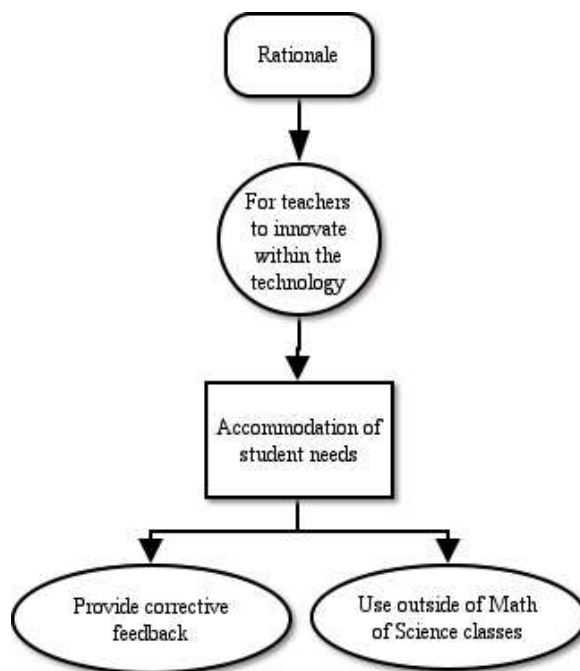 Rationale
For teachers
to innovate
within the
technology
Accommodation of
student needs
Provide corrective
feedback
Use outside of Math
of Science classes